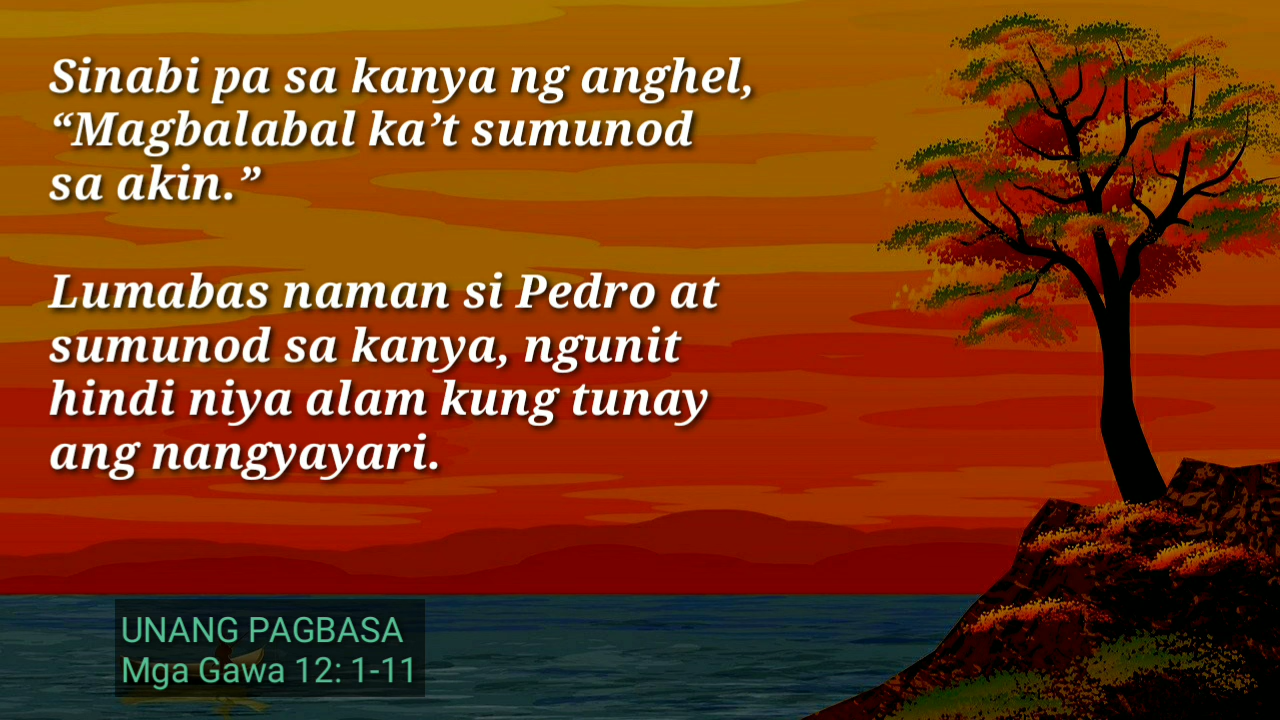 Sinabi pa sa kanya ng anghel,
“Magbalabal ka’t sumunod
sa akin.”
Lumabas naman si Pedro at
sumunod sa kanya, ngunit
hindi niya alam kung tunay
ang nangyayari.
UNANG PAGBASA
Mga Gawa 12: 1-11